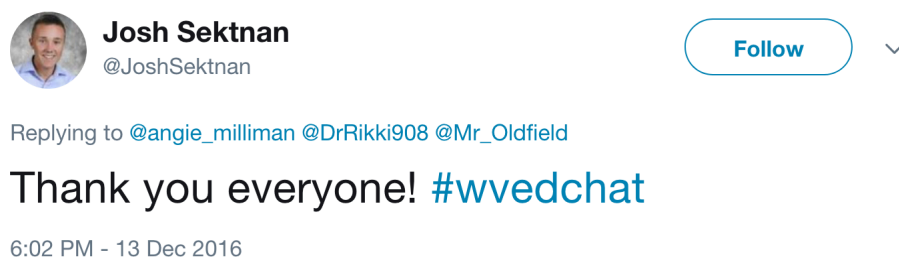 Josh Sektnan
@JoshSektnan
Follow
Replying to @angie_milliman @DrRikki908 @Mr_Oldfield
Thank you everyone! #wvedchat
6:02 PM - 13 Dec 2016